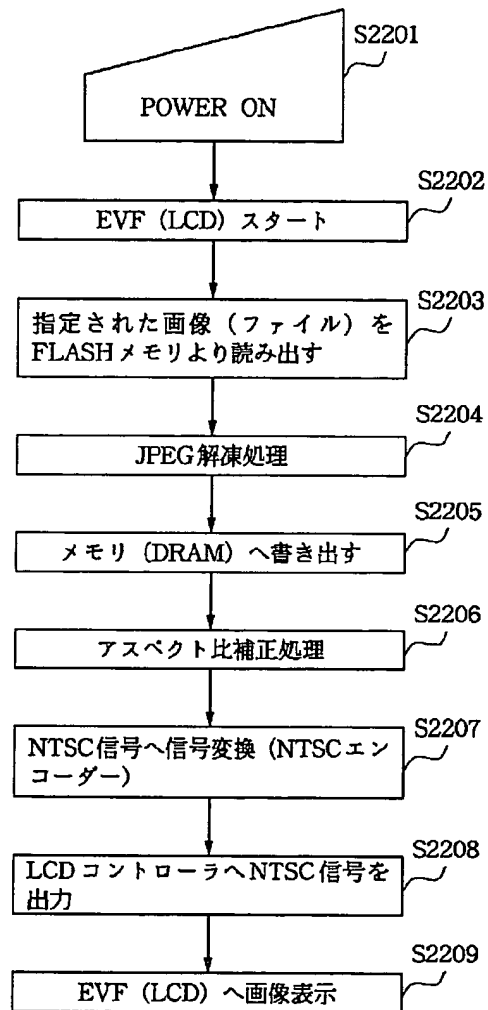 S2201
POWER ON
S2202
EVF（LCD）スタート
S2203
指定された画像（ファイル）を
FLASHメモリより読み出す
S2204
JPEG解凍処理
S2205
メモリ（DRAM）へ書き出す
S2206
アスペクト比補正処理
S2207
NTSC信号へ信号変換（NTSCエン
コーダー）
S2208
LCDコントローラへNTSC信号を
出力
S2209
EVF（LCD）へ画像表示